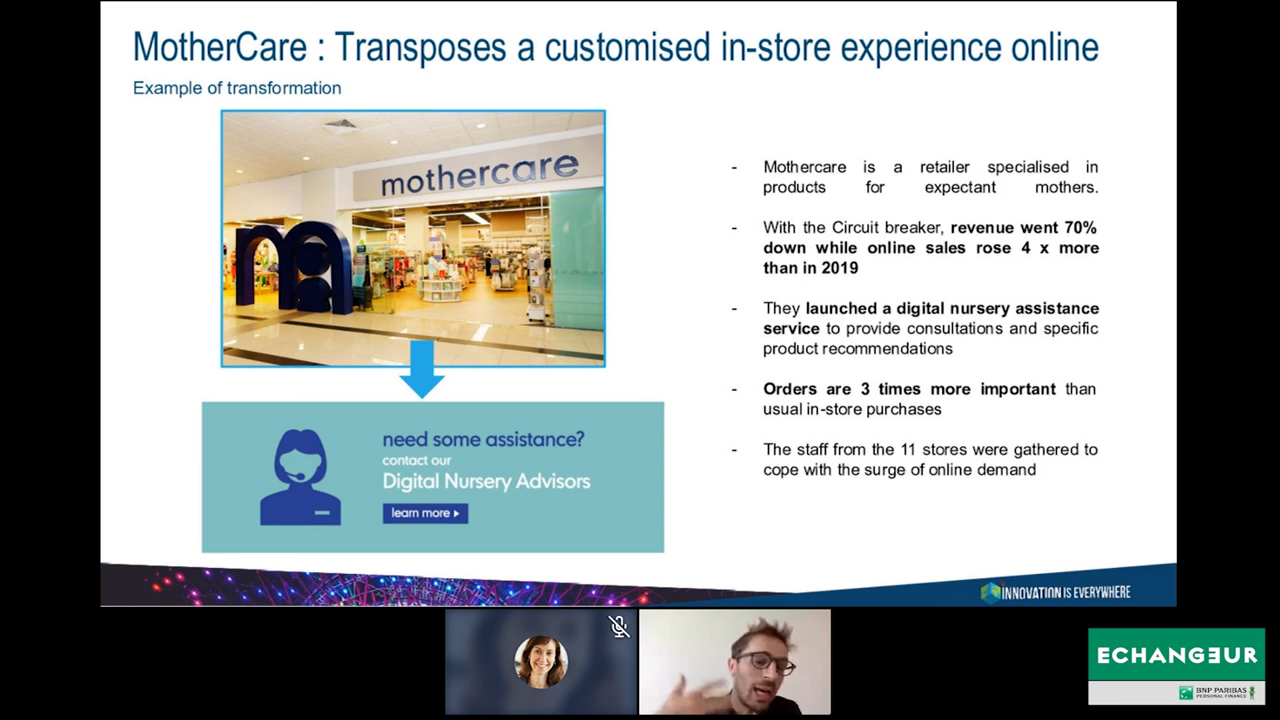 MotherCare : Transposes a customised in-store experience online
Example of transformation
mothercare
m
need some assistance?
contact our
Digital Nursery Advisors
learn more
- Mothercare is a retailer specialised in
products for expectant mothers.
- With the Circuit breaker, revenue went 70%
down while online sales rose 4 x more
than in 2019
- They launched a digital nursery assistance
service to provide consultations and specific
product recommendations
- Orders are 3 times more important than
usual in-store purchases
- The staff from the 11 stores were gathered to
cope with the surge of online demand
INNOVATION IS EVERYWHERE
ECHANGEUR
BNP PARIBAS
PERSONAL FINANCE